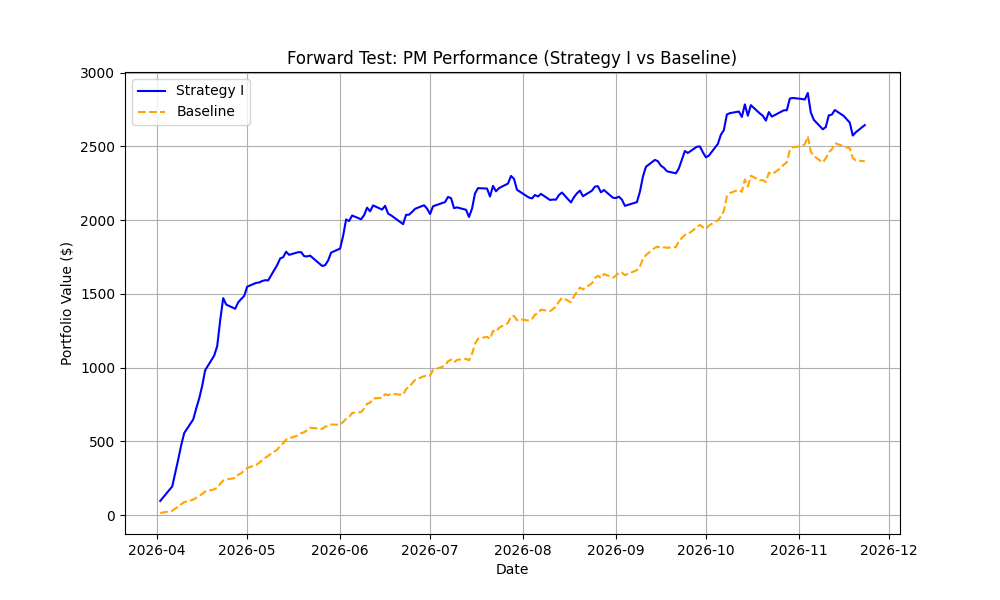 Forward Test: PM Performance (Strategy I vs Baseline)
Strategy I
Baseline
Portfolio Value ($)
3000
2500
2000
1500
1000
500
0
2026-04 2026-05 2026-06 2026-07 2026-08 2026-09 2026-10 2026-11 2026-12
Date